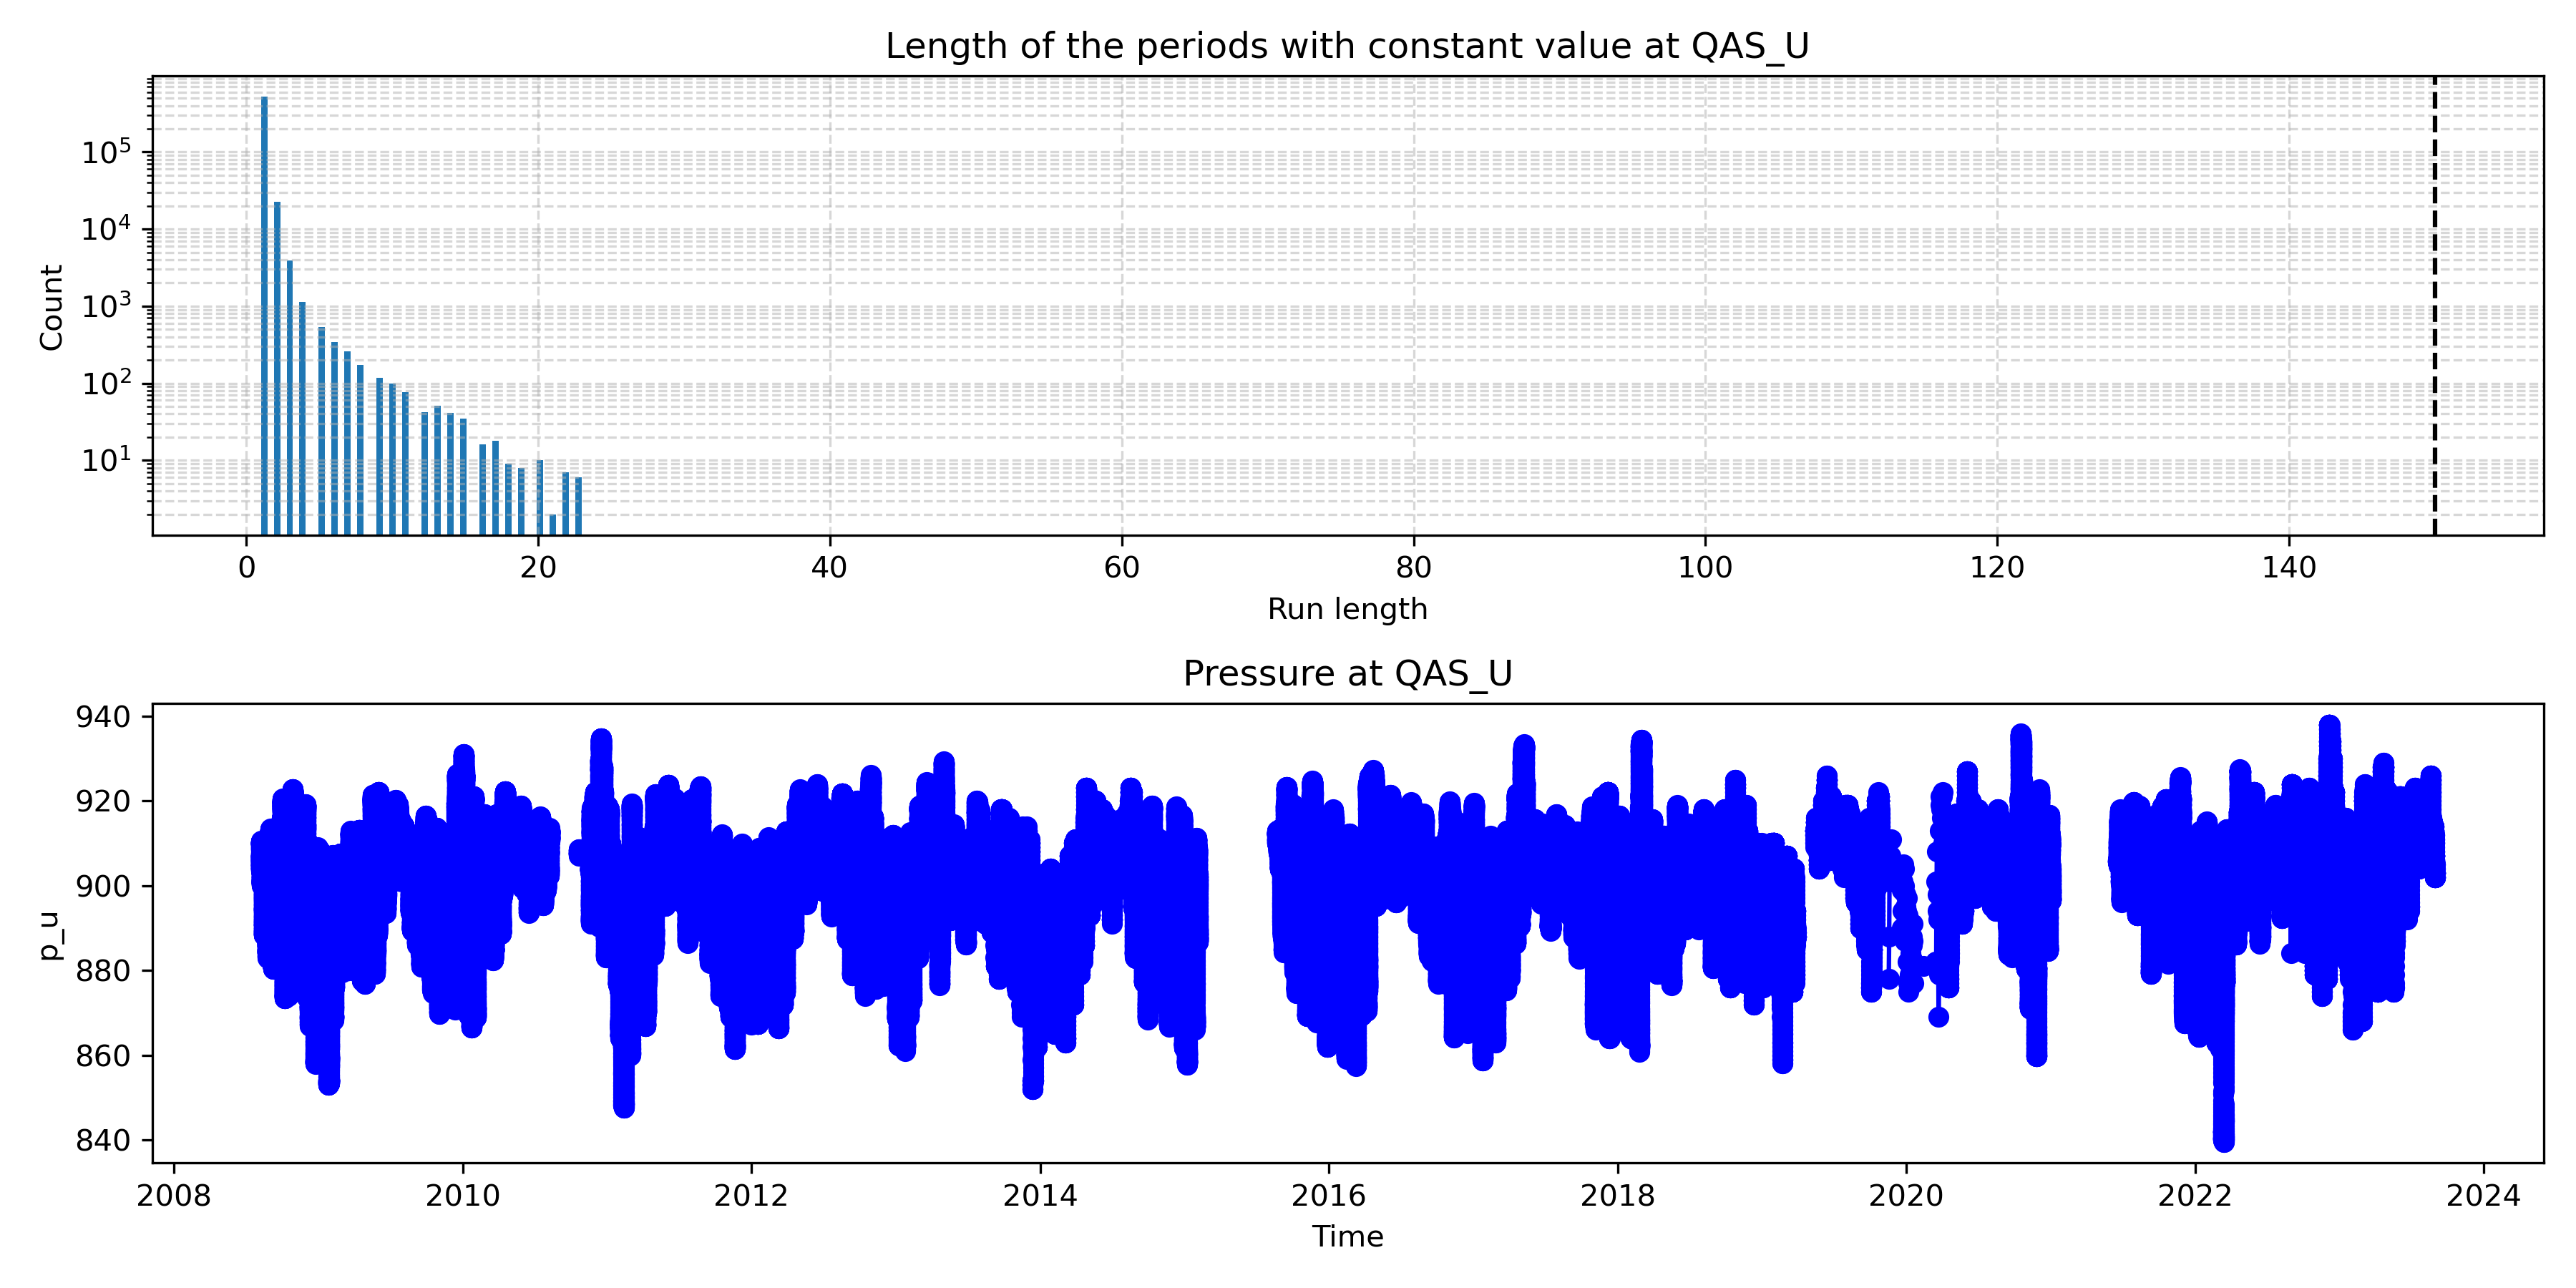 Length of the periods with constant value at QAS_U
Count
10^5
10^4
10^3
10^2
10^1
0 20 40 60 80 100 120 140
Run length
Pressure at QAS_U
p_u
940
920
900
880
860
840
2008 2010 2012 2014 2016 2018 2020 2022 2024
Time